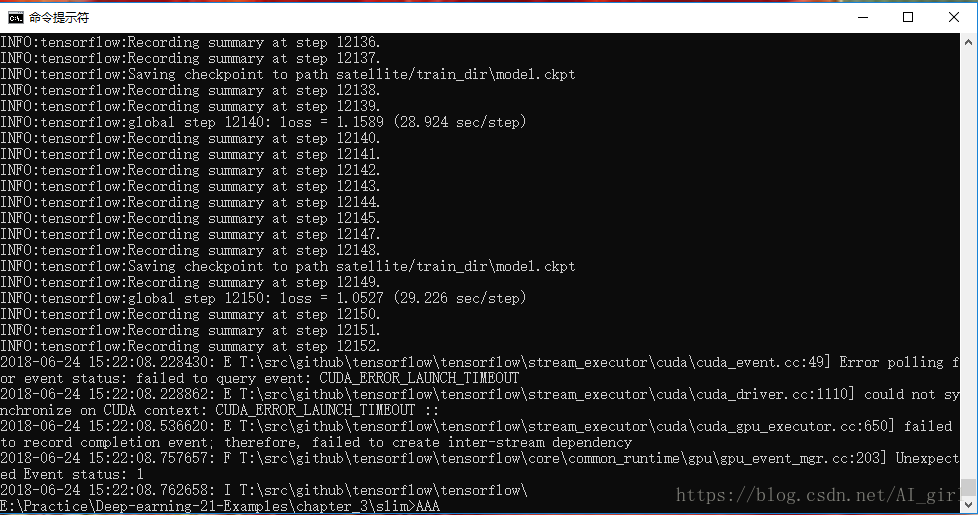 命令提示符
INFO:tensorflow:Recording summary at step 12136.
INFO:tensorflow:Recording summary at step 12137.
INFO:tensorflow:Saving checkpoint to path satellite/train_dir\model.ckpt
INFO:tensorflow:Recording summary at step 12138.
INFO:tensorflow:Recording summary at step 12139.
INFO:tensorflow:global step 12140: loss = 1.1589 (28.924 sec/step)
INFO:tensorflow:Recording summary at step 12140.
INFO:tensorflow:Recording summary at step 12141.
INFO:tensorflow:Recording summary at step 12142.
INFO:tensorflow:Recording summary at step 12143.
INFO:tensorflow:Recording summary at step 12144.
INFO:tensorflow:Recording summary at step 12145.
INFO:tensorflow:Recording summary at step 12147.
INFO:tensorflow:Recording summary at step 12148.
INFO:tensorflow:Saving checkpoint to path satellite/train_dir\model.ckpt
INFO:tensorflow:Recording summary at step 12149.
INFO:tensorflow:global step 12150: loss = 1.0527 (29.226 sec/step)
INFO:tensorflow:Recording summary at step 12150.
INFO:tensorflow:Recording summary at step 12151.
INFO:tensorflow:Recording summary at step 12152.
2018-06-24 15:22:08.228430: E T:\src\github\tensorflow\tensorflow\stream_executor\cuda\cuda_event.cc:49] Error polling f
or event status: failed to query event: CUDA_ERROR_LAUNCH_TIMEOUT
2018-06-24 15:22:08.228862: E T:\src\github\tensorflow\tensorflow\stream_executor\cuda\cuda_driver.cc:1110] could not sy
nchronize on CUDA context: CUDA_ERROR_LAUNCH_TIMEOUT ::
2018-06-24 15:22:08.536620: E T:\src\github\tensorflow\tensorflow\stream_executor\cuda\cuda_gpu_executor.cc:650] failed
to record completion event; therefore, failed to create inter-stream dependency
2018-06-24 15:22:08.757657: F T:\src\github\tensorflow\tensorflow\core\common_runtime\gpu\gpu_event_mgr.cc:203] Unexpect
ed Event status: 1
2018-06-24 15:22:08.762658: I T:\src\github\tensorflow\tensorflow\
E:\Practice\Deep-earning-21-Examples\chapter_3\slim>AAA
https://blog.csdn.net/AI_girl